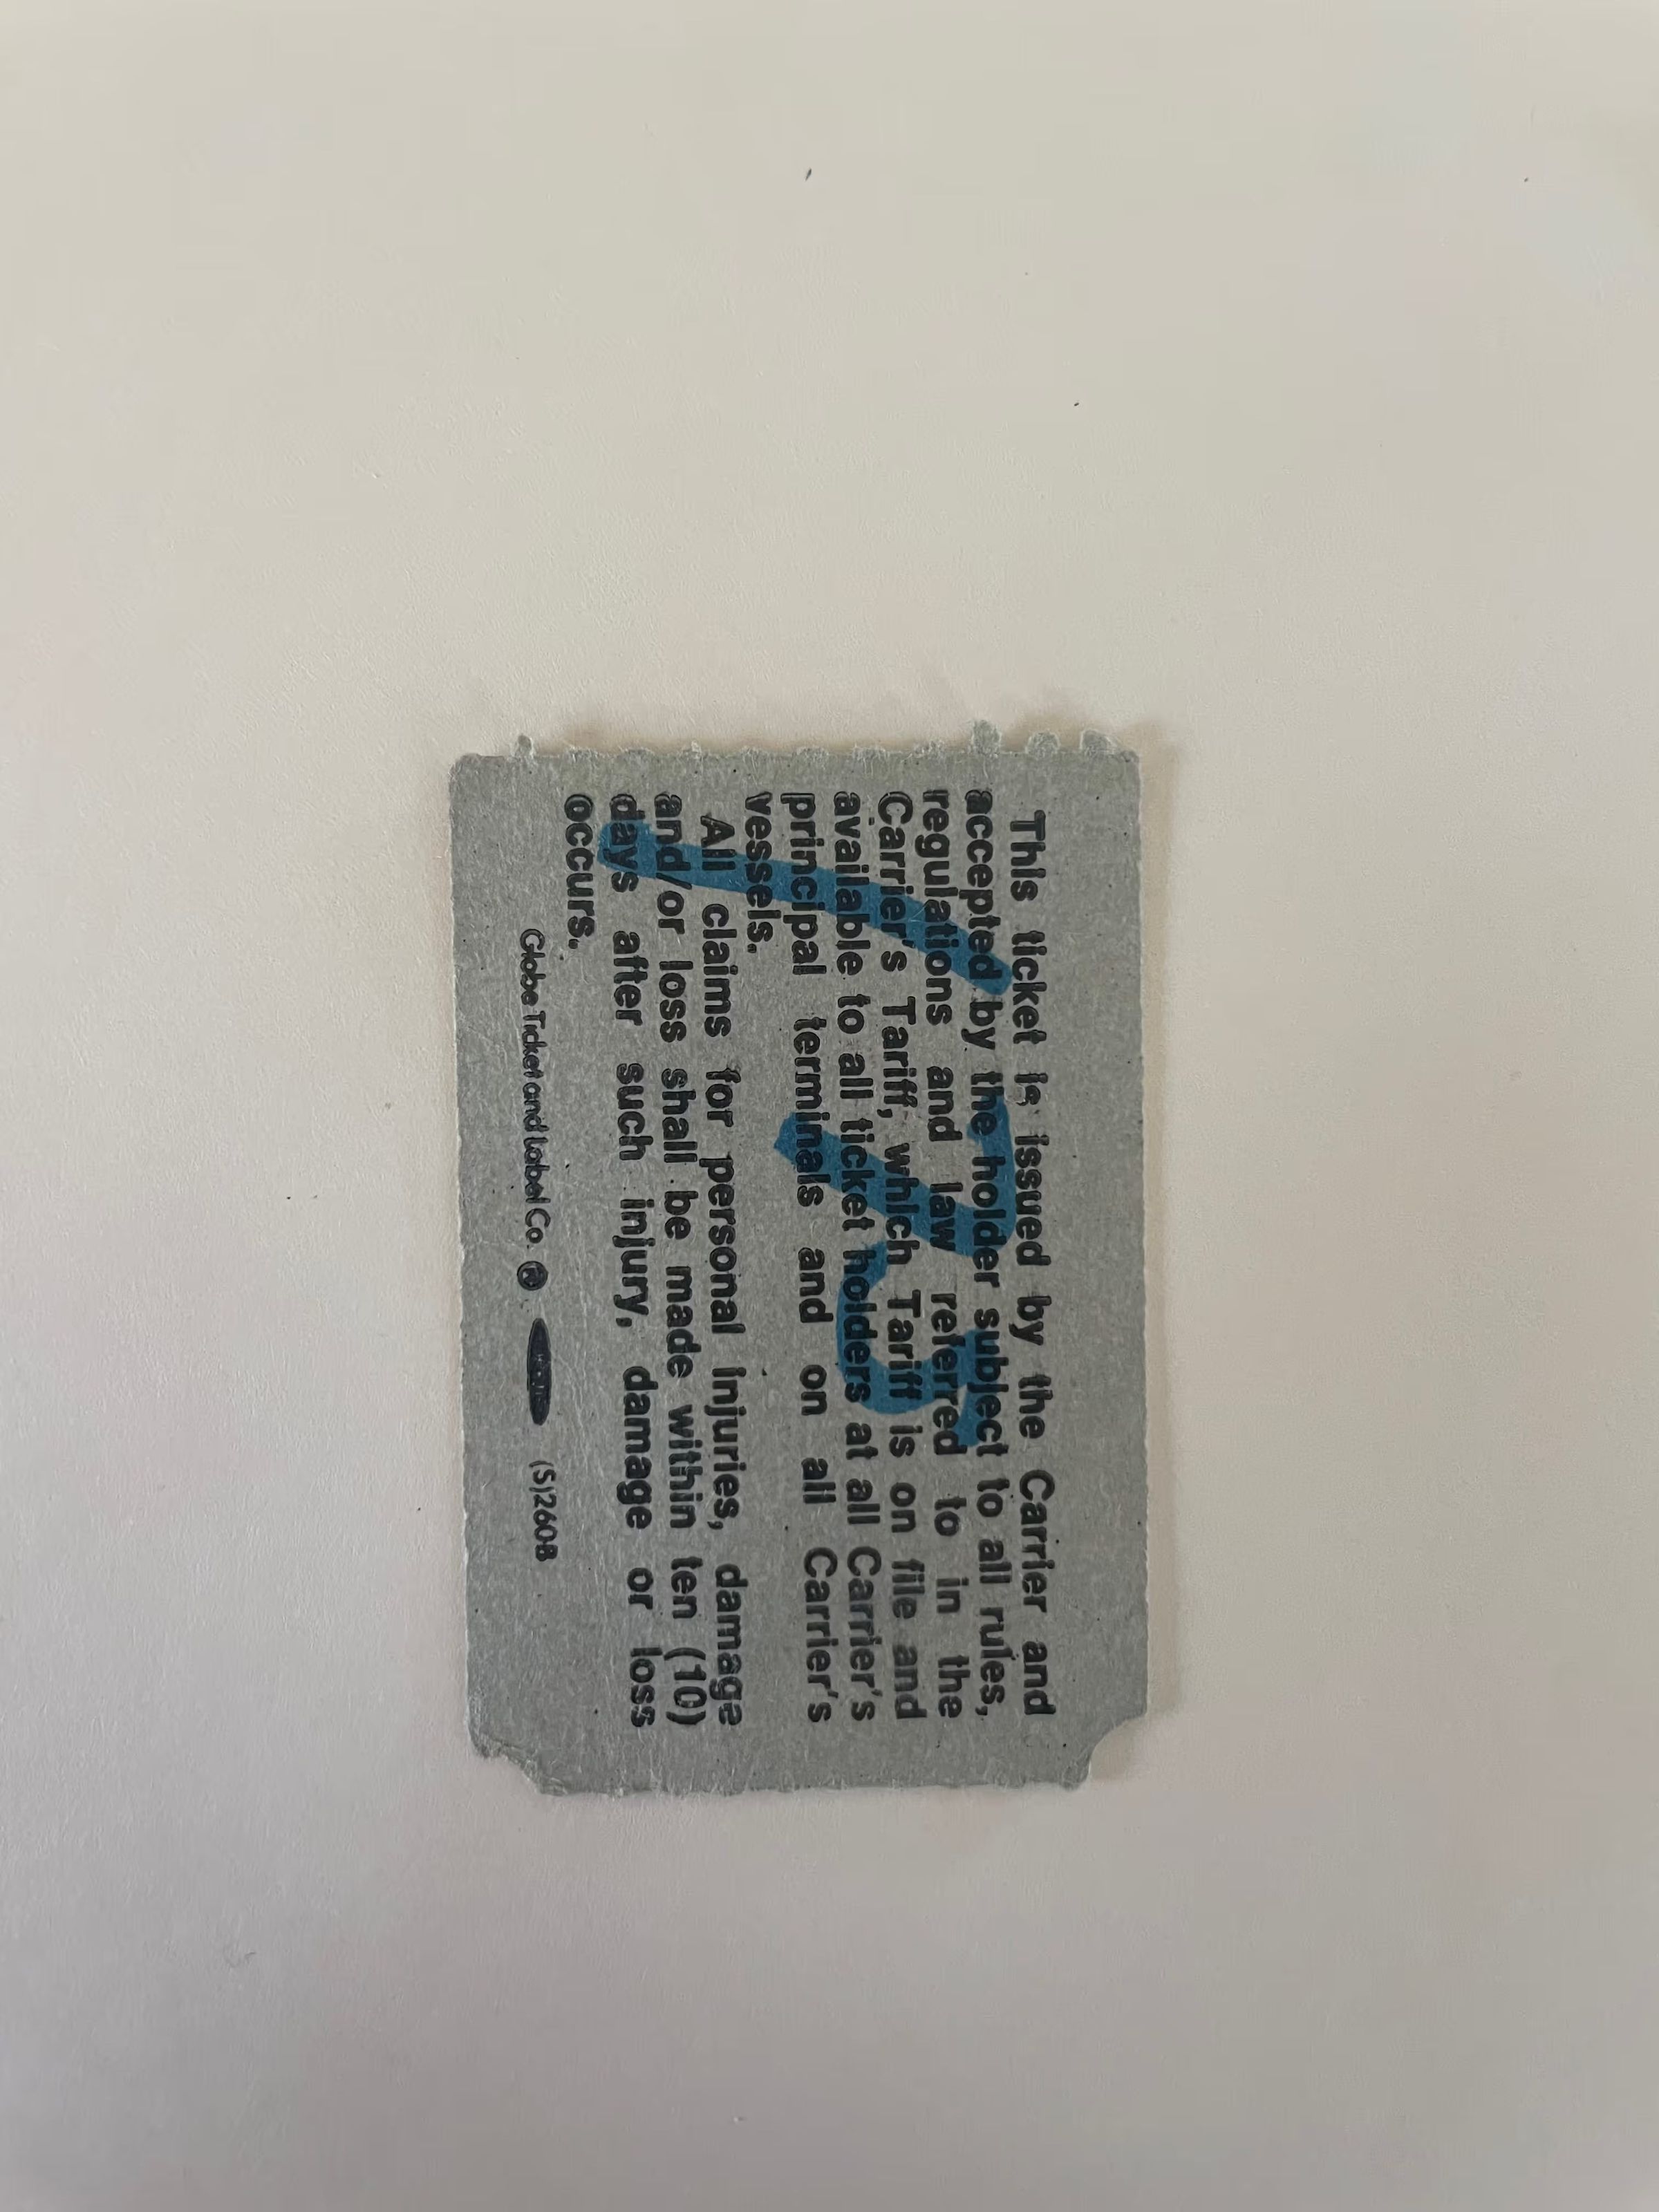 This ticket is issued by the Carrier and
accepted by the holder subject to all rules,
regulations and law referred to in the
Carrier's Tariff, which Tariff is on file and
available to all ticket holders at all Carrier's
principal terminals and on all Carrier's
vessels.
All claims for personal injuries, damage
and/or loss shall be made within ten (10)
days after such injury, damage or loss
occurs.
Globe Ticket and Label Co. (S)260B